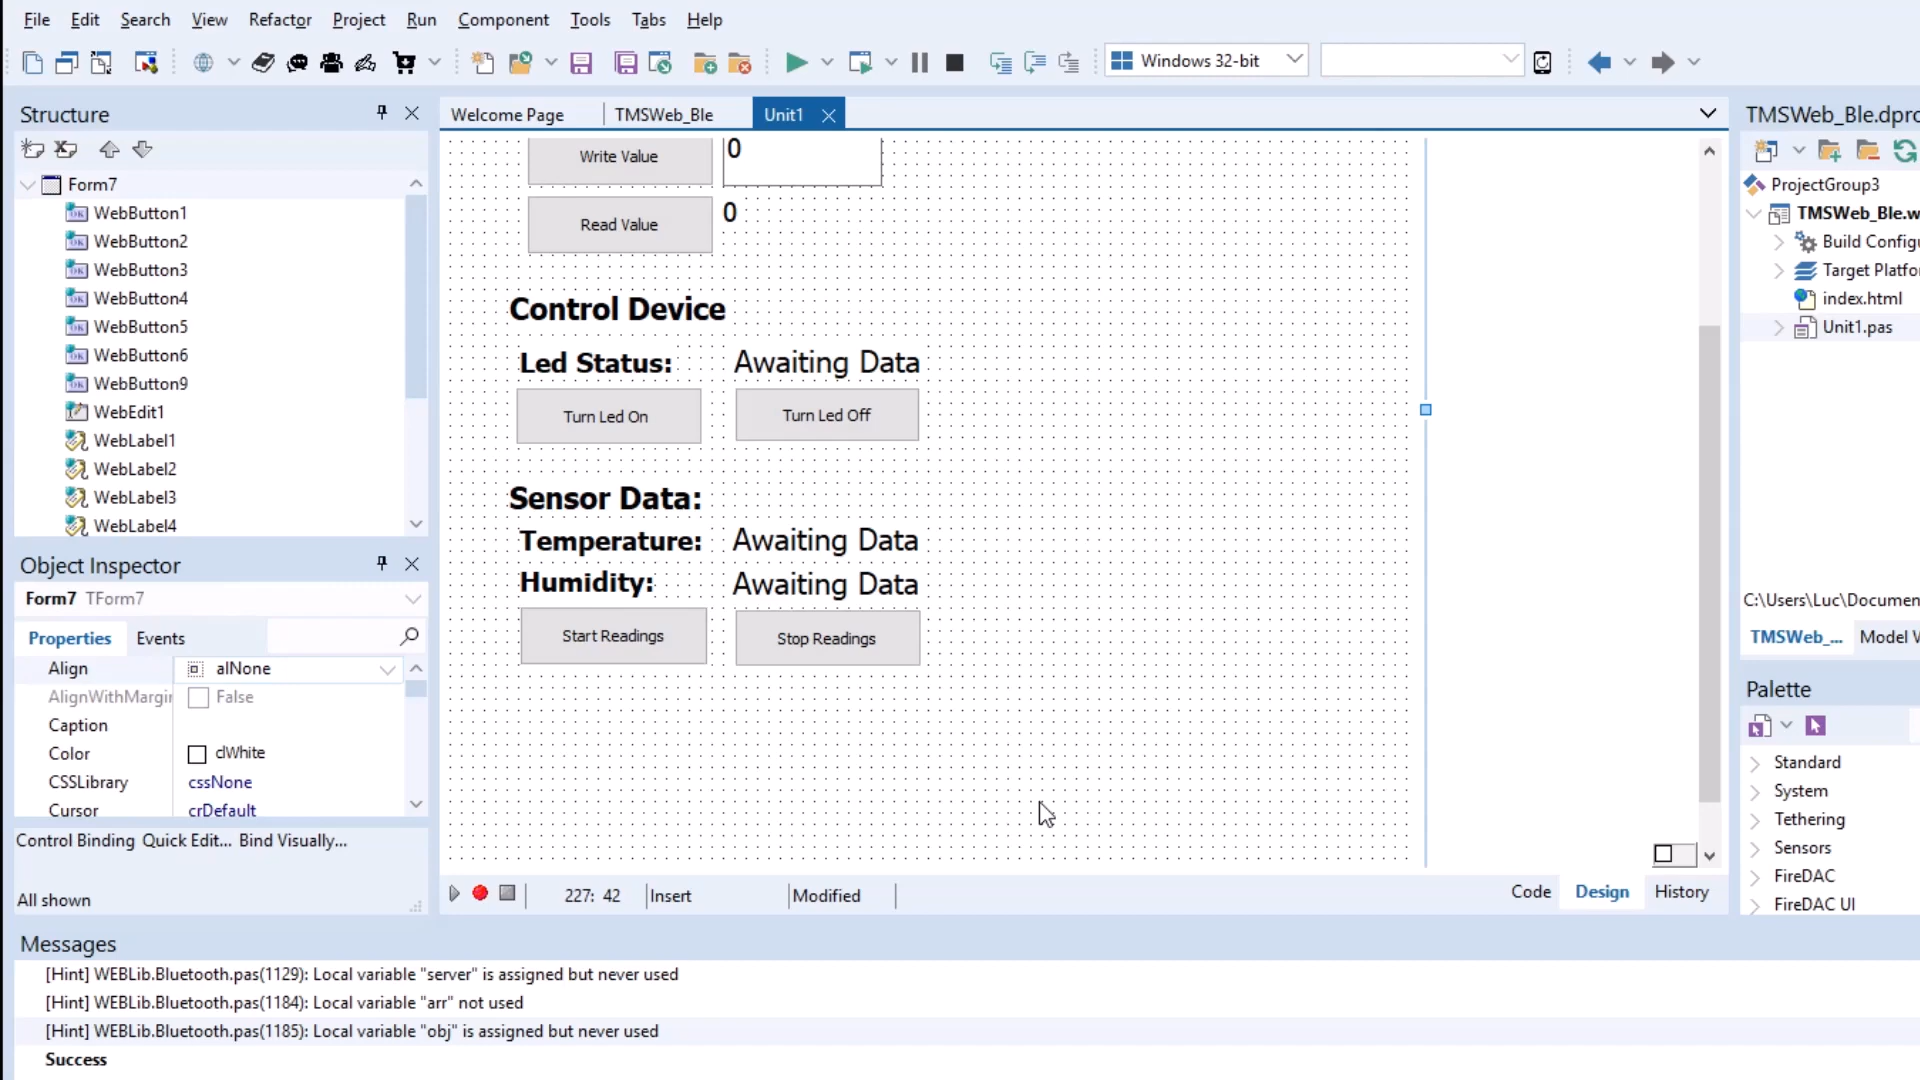 File Edit Search View Refactor Project Run Component Tools Tabs Help
Windows 32-bit
Structure
Form7
WebButton1
WebButton2
WebButton3
WebButton4
WebButton5
WebButton6
WebButton9
WebEdit1
WebLabel1
WebLabel2
WebLabel3
WebLabel4
Object Inspector
Form7 TForm7
Properties Events
Align alNone
AlignWithMargin False
Caption
Color clWhite
CSSLibrary cssNone
Cursor crDefault
Control Binding Quick Edit... Bind Visually...
All shown
Welcome Page TMSWeb_Ble Unit1
Write Value 0
Read Value 0
Control Device
Led Status: Awaiting Data
Turn Led On Turn Led Off
Sensor Data:
Temperature: Awaiting Data
Humidity: Awaiting Data
Start Readings Stop Readings
227: 42 Insert Modified
Code Design History
TMSWeb_Ble.dpro
ProjectGroup3
TMSWeb_Ble.w
Build Configu
Target Platfo
index.html
Unit1.pas
C:\Users\Luc\Documen
TMSWeb_... Model V
Palette
Standard
System
Tethering
Sensors
FireDAC
FireDAC UI
Messages
[Hint] WEBLib.Bluetooth.pas(1129): Local variable "server" is assigned but never used
[Hint] WEBLib.Bluetooth.pas(1184): Local variable "arr" not used
[Hint] WEBLib.Bluetooth.pas(1185): Local variable "obj" is assigned but never used
Success